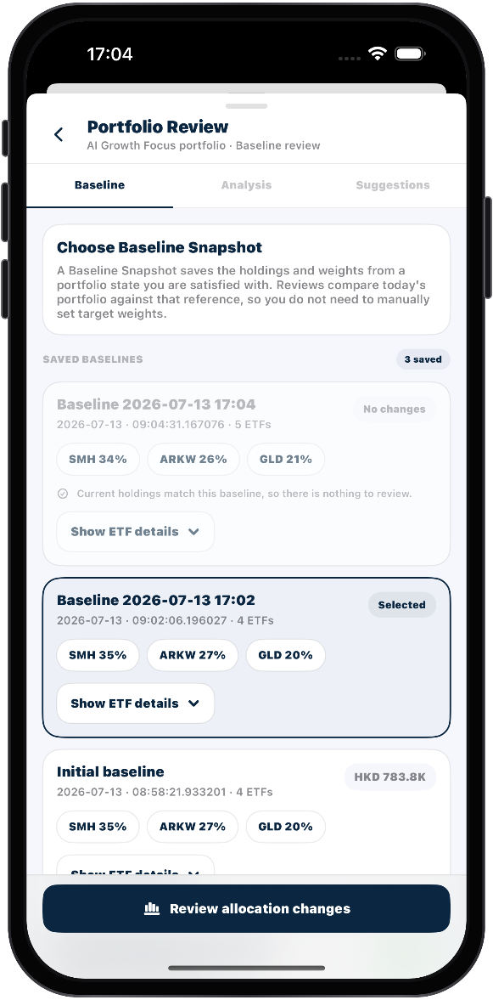 17:04
Portfolio Review
AI Growth Focus portfolio · Baseline review
Baseline Analysis Suggestions
Choose Baseline Snapshot
A Baseline Snapshot saves the holdings and weights from a
portfolio state you are satisfied with. Reviews compare today's
portfolio against that reference, so you do not need to manually
set target weights.
SAVED BASELINES 3 saved
Baseline 2026-07-13 17:04 No changes
2026-07-13 · 09:04:31.167076 · 5 ETFs
SMH 34% ARKW 26% GLD 21%
Current holdings match this baseline, so there is nothing to review.
Show ETF details
Baseline 2026-07-13 17:02 Selected
2026-07-13 · 09:02:06.196027 · 4 ETFs
SMH 35% ARKW 27% GLD 20%
Show ETF details
Initial baseline HKD 783.8K
2026-07-13 · 08:58:21.933201 · 4 ETFs
SMH 35% ARKW 27% GLD 20%
Show ETF details
Review allocation changes